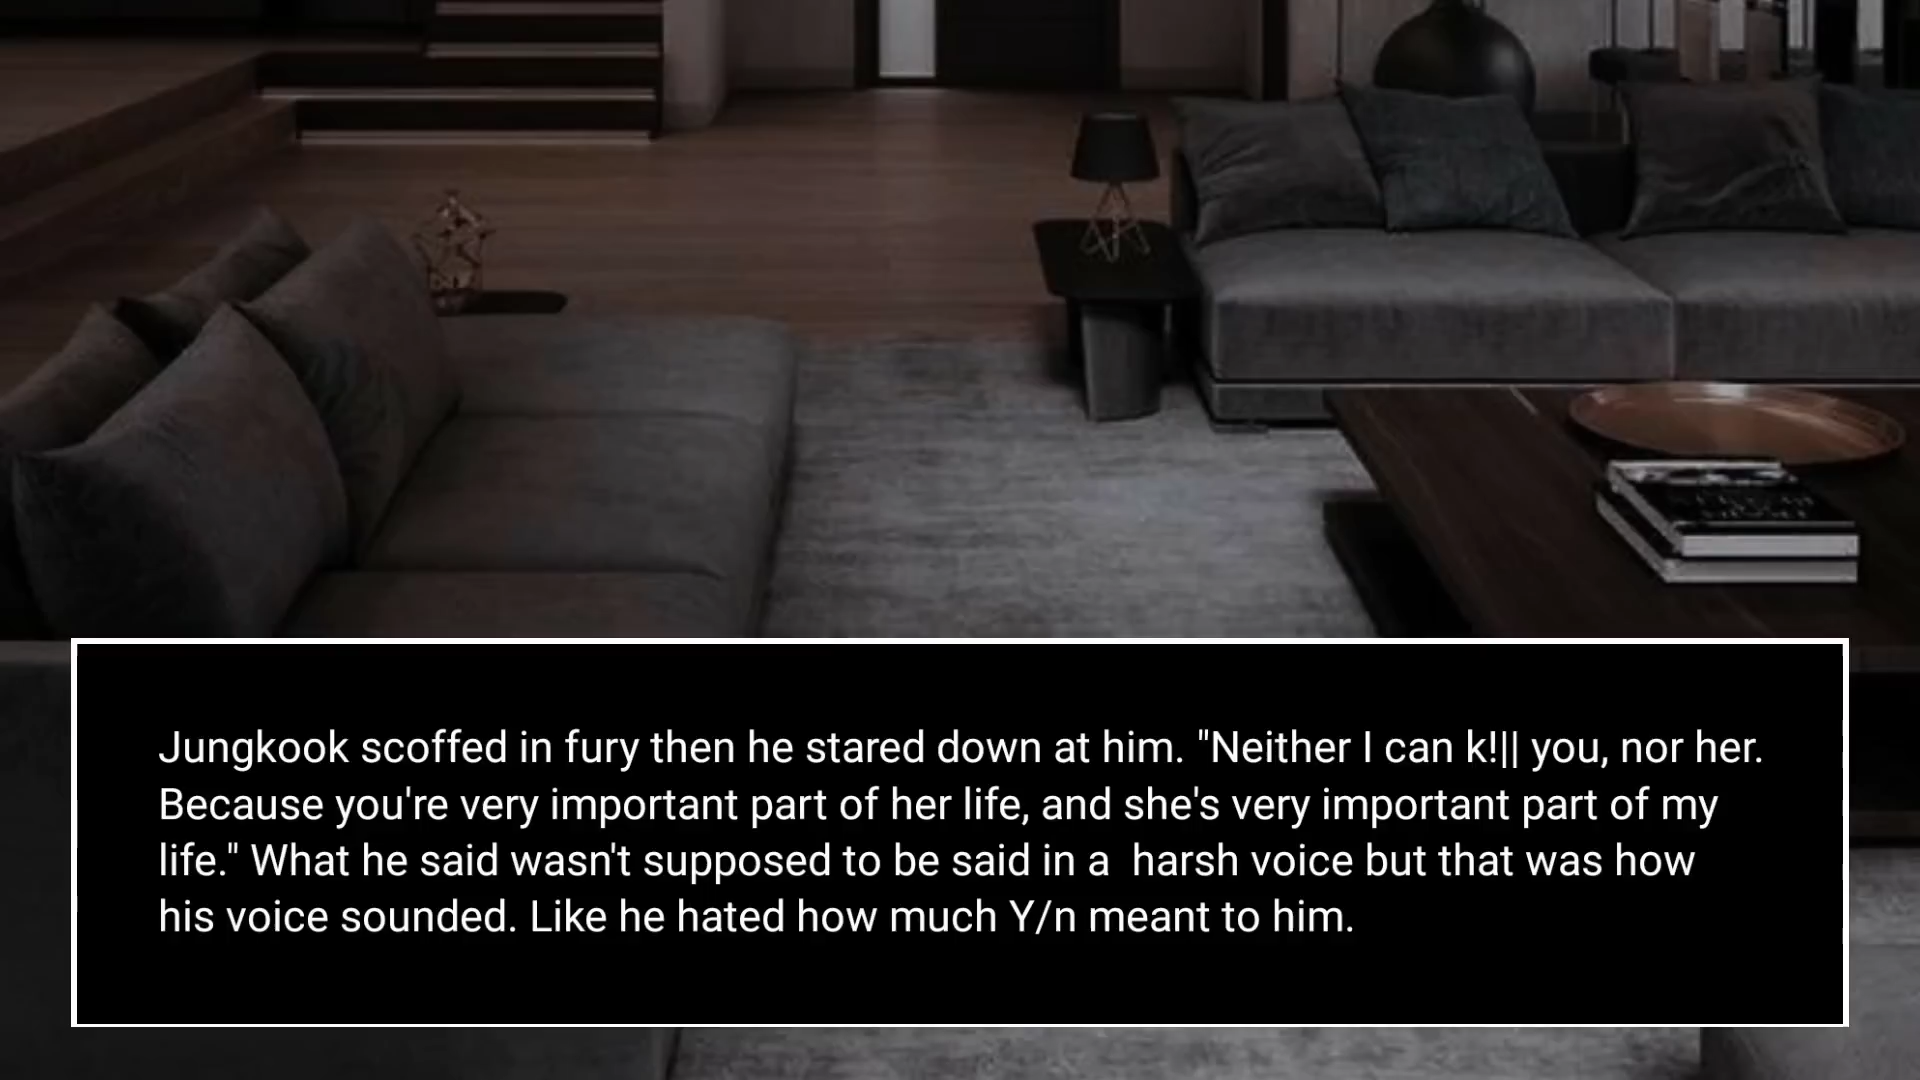 Jungkook scoffed in fury then he stared down at him. "Neither I can k!|| you, nor her.
Because you're very important part of her life, and she's very important part of my
life." What he said wasn't supposed to be said in a  harsh voice but that was how
his voice sounded. Like he hated how much Y/n meant to him.